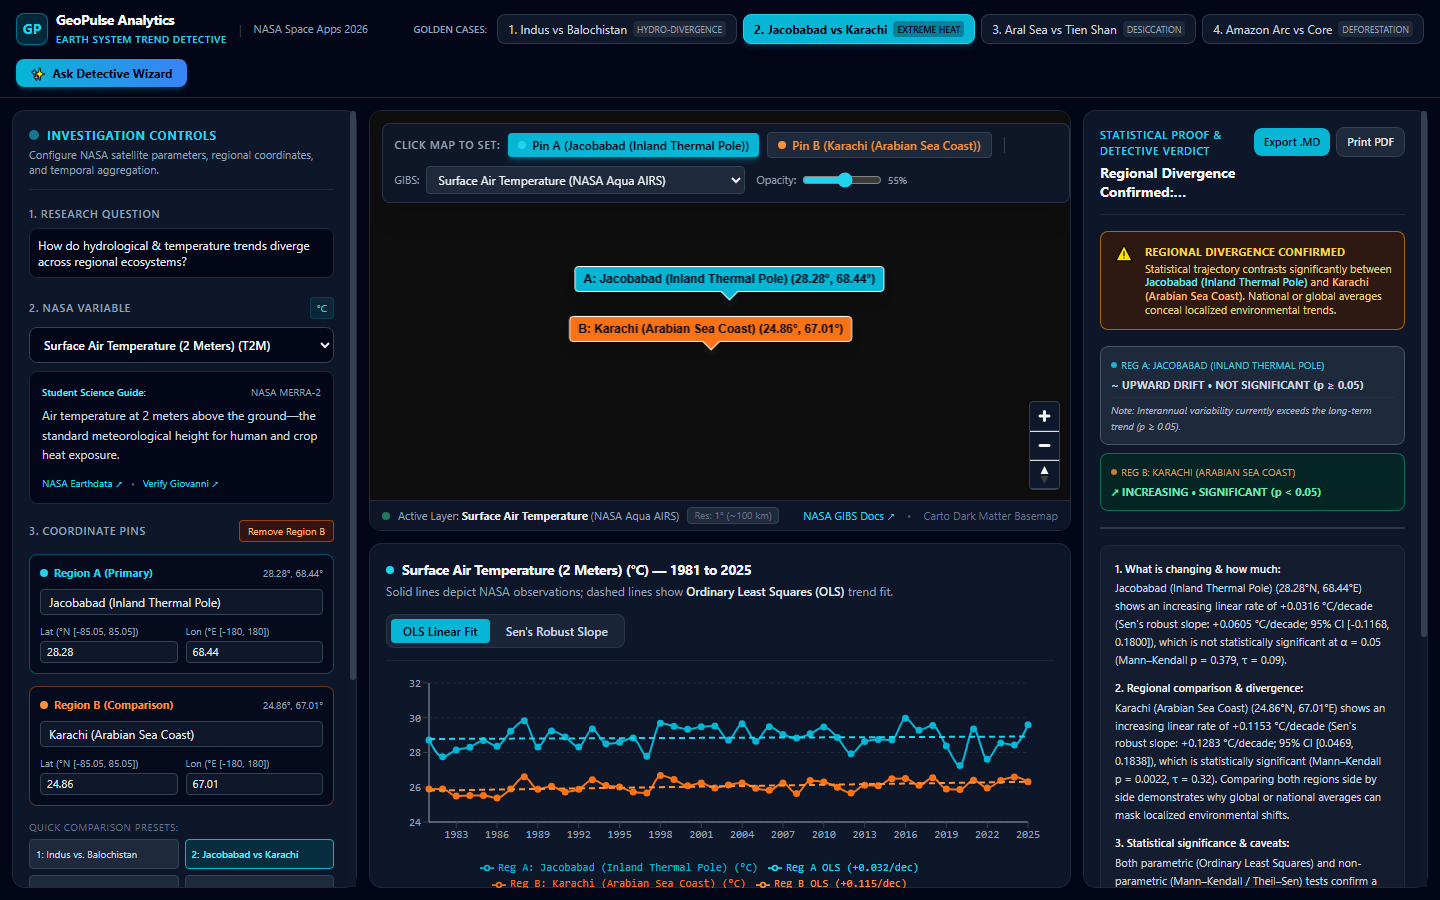 GP
GeoPulse Analytics
EARTH SYSTEM TREND DETECTIVE
NASA Space Apps 2026
GOLDEN CASES:
1. Indus vs Balochistan HYDRO-DIVERGENCE
2. Jacobabad vs Karachi EXTREME HEAT
3. Aral Sea vs Tien Shan DESICCATION
4. Amazon Arc vs Core DEFORESTATION
✨ Ask Detective Wizard
INVESTIGATION CONTROLS
Configure NASA satellite parameters, regional coordinates,
and temporal aggregation.
1. RESEARCH QUESTION
How do hydrological & temperature trends diverge
across regional ecosystems?
2. NASA VARIABLE
°C
Surface Air Temperature (2 Meters) (T2M)
Student Science Guide:
NASA MERRA-2
Air temperature at 2 meters above the ground—the
standard meteorological height for human and crop
heat exposure.
NASA Earthdata ↗ • Verify Giovanni ↗
3. COORDINATE PINS
Remove Region B
Region A (Primary)
28.28°, 68.44°
Jacobabad (Inland Thermal Pole)
Lat (°N [-85.05, 85.05]) Lon (°E [-180, 180])
28.28 68.44
Region B (Comparison)
24.86°, 67.01°
Karachi (Arabian Sea Coast)
Lat (°N [-85.05, 85.05]) Lon (°E [-180, 180])
24.86 67.01
QUICK COMPARISON PRESETS:
1: Indus vs. Balochistan
2: Jacobabad vs Karachi
CLICK MAP TO SET:
Pin A (Jacobabad (Inland Thermal Pole))
Pin B (Karachi (Arabian Sea Coast))
GIBS:
Surface Air Temperature (NASA Aqua AIRS)
Opacity: 55%
A: Jacobabad (Inland Thermal Pole) (28.28°, 68.44°)
B: Karachi (Arabian Sea Coast) (24.86°, 67.01°)
+
−
Active Layer: Surface Air Temperature (NASA Aqua AIRS)
Res: 1° (~100 km)
NASA GIBS Docs ↗ • Carto Dark Matter Basemap
Surface Air Temperature (2 Meters) (°C) — 1981 to 2025
Solid lines depict NASA observations; dashed lines show Ordinary Least Squares (OLS) trend fit.
OLS Linear Fit
Sen's Robust Slope
32
30
28
26
24
1983 1986 1989 1992 1995 1998 2001 2004 2007 2010 2013 2016 2019 2022 2025
Reg A: Jacobabad (Inland Thermal Pole) (°C) Reg A OLS (+0.032/dec)
Reg B: Karachi (Arabian Sea Coast) (°C) Reg B OLS (+0.115/dec)
STATISTICAL PROOF &
DETECTIVE VERDICT
Export .MD
Print PDF
Regional Divergence
Confirmed:...
REGIONAL DIVERGENCE CONFIRMED
Statistical trajectory contrasts significantly between
Jacobabad (Inland Thermal Pole) and Karachi
(Arabian Sea Coast). National or global averages
conceal localized environmental trends.
REG A: JACOBABAD (INLAND THERMAL POLE)
~ UPWARD DRIFT • NOT SIGNIFICANT (p ≥ 0.05)
Note: Interannual variability currently exceeds the long-term
trend (p ≥ 0.05).
REG B: KARACHI (ARABIAN SEA COAST)
↗ INCREASING • SIGNIFICANT (p < 0.05)
1. What is changing & how much:
Jacobabad (Inland Thermal Pole) (28.28°N, 68.44°E)
shows an increasing linear rate of +0.0316 °C/decade
(Sen's robust slope: +0.0605 °C/decade; 95% CI [-0.1168,
0.1800]), which is not statistically significant at α = 0.05
(Mann–Kendall p = 0.379, τ = 0.09).
2. Regional comparison & divergence:
Karachi (Arabian Sea Coast) (24.86°N, 67.01°E) shows an
increasing linear rate of +0.1153 °C/decade (Sen's
robust slope: +0.1283 °C/decade; 95% CI [0.0469,
0.1838]), which is statistically significant (Mann–Kendall
p = 0.0022, τ = 0.32). Comparing both regions side by
side demonstrates why global or national averages can
mask localized environmental shifts.
3. Statistical significance & caveats:
Both parametric (Ordinary Least Squares) and non-
parametric (Mann–Kendall / Theil–Sen) tests confirm a